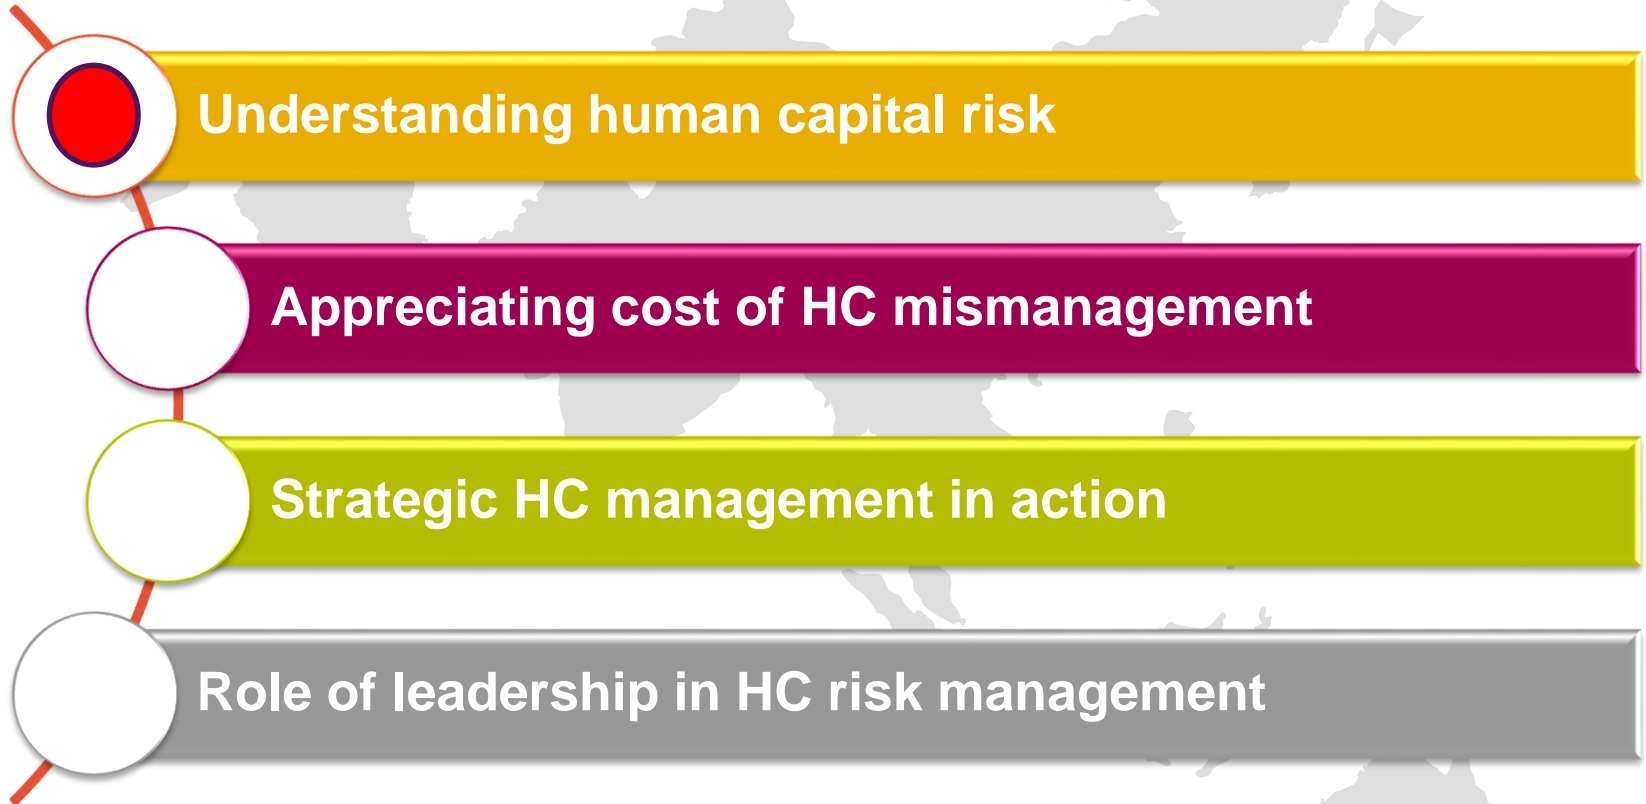 Understanding human capital risk
Appreciating cost of HC mismanagement
Strategic HC management in action
Role of leadership in HC risk management